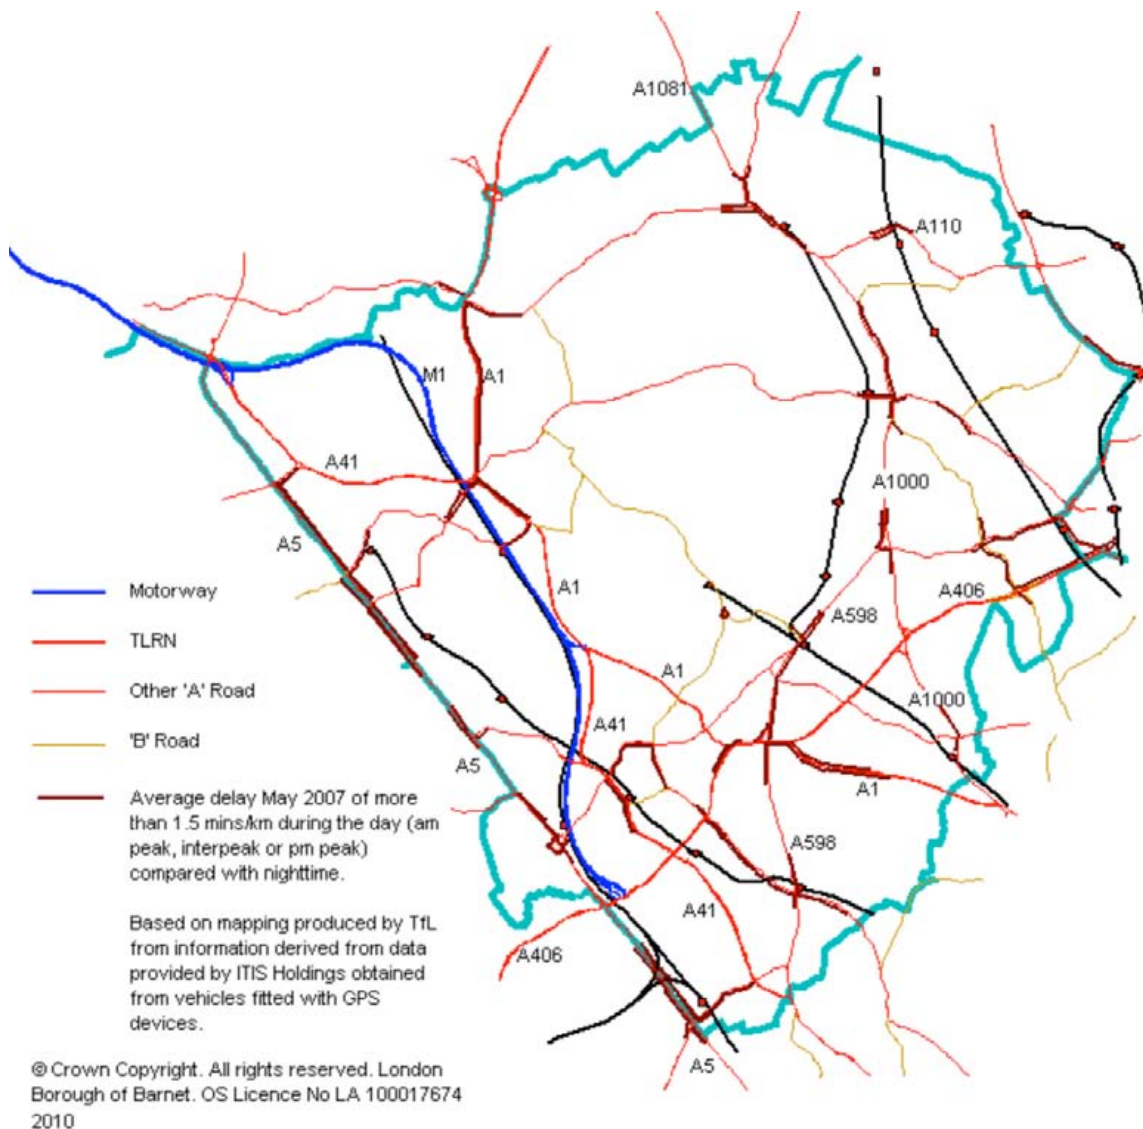 A1081
A110
M1
A1
A41
A1000
A5
A406
A1
A598
A1
A1000
A41
A5
A1
A598
A41
A406
A5
Motorway
TLRN
Other 'A' Road
'B' Road
Average delay May 2007 of more
than 1.5 mins/km during the day (am
peak, interpeak or pm peak)
compared with nighttime.
Based on mapping produced by TfL
from information derived from data
provided by ITIS Holdings obtained
from vehicles fitted with GPS
devices.
© Crown Copyright. All rights reserved. London
Borough of Barnet. OS Licence No LA 100017674
2010